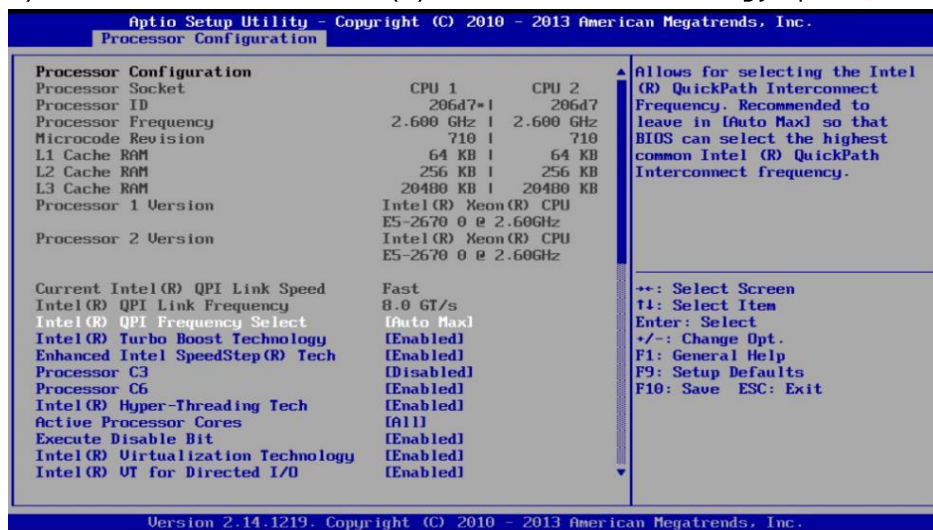 Aptio Setup Utility - Copyright (C) 2010 - 2013 American Megatrends, Inc.
Processor Configuration
Processor Configuration
Processor Socket CPU 1 CPU 2
Processor ID 206d7*| 206d7
Processor Frequency 2.600 GHz | 2.600 GHz
Microcode Revision 710 | 710
L1 Cache RAM 64 KB | 64 KB
L2 Cache RAM 256 KB | 256 KB
L3 Cache RAM 20480 KB | 20480 KB
Processor 1 Version Intel(R) Xeon(R) CPU
E5-2670 0 @ 2.60GHz
Processor 2 Version Intel(R) Xeon(R) CPU
E5-2670 0 @ 2.60GHz
Current Intel(R) QPI Link Speed Fast
Intel(R) QPI Link Frequency 8.0 GT/s
Intel(R) QPI Frequency Select [Auto Max]
Intel(R) Turbo Boost Technology [Enabled]
Enhanced Intel SpeedStep(R) Tech [Enabled]
Processor C3 [Disabled]
Processor C6 [Enabled]
Intel(R) Hyper-Threading Tech [Enabled]
Active Processor Cores [All]
Execute Disable Bit [Enabled]
Intel(R) Virtualization Technology [Enabled]
Intel(R) VT for Directed I/O [Enabled]
Allows for selecting the Intel
(R) QuickPath Interconnect
Frequency. Recommended to
leave in [Auto Max] so that
BIOS can select the highest
common Intel (R) QuickPath
Interconnect frequency.
→←: Select Screen
↑↓: Select Item
Enter: Select
+/-: Change Opt.
F1: General Help
F9: Setup Defaults
F10: Save ESC: Exit
Version 2.14.1219. Copyright (C) 2010 - 2013 American Megatrends, Inc.